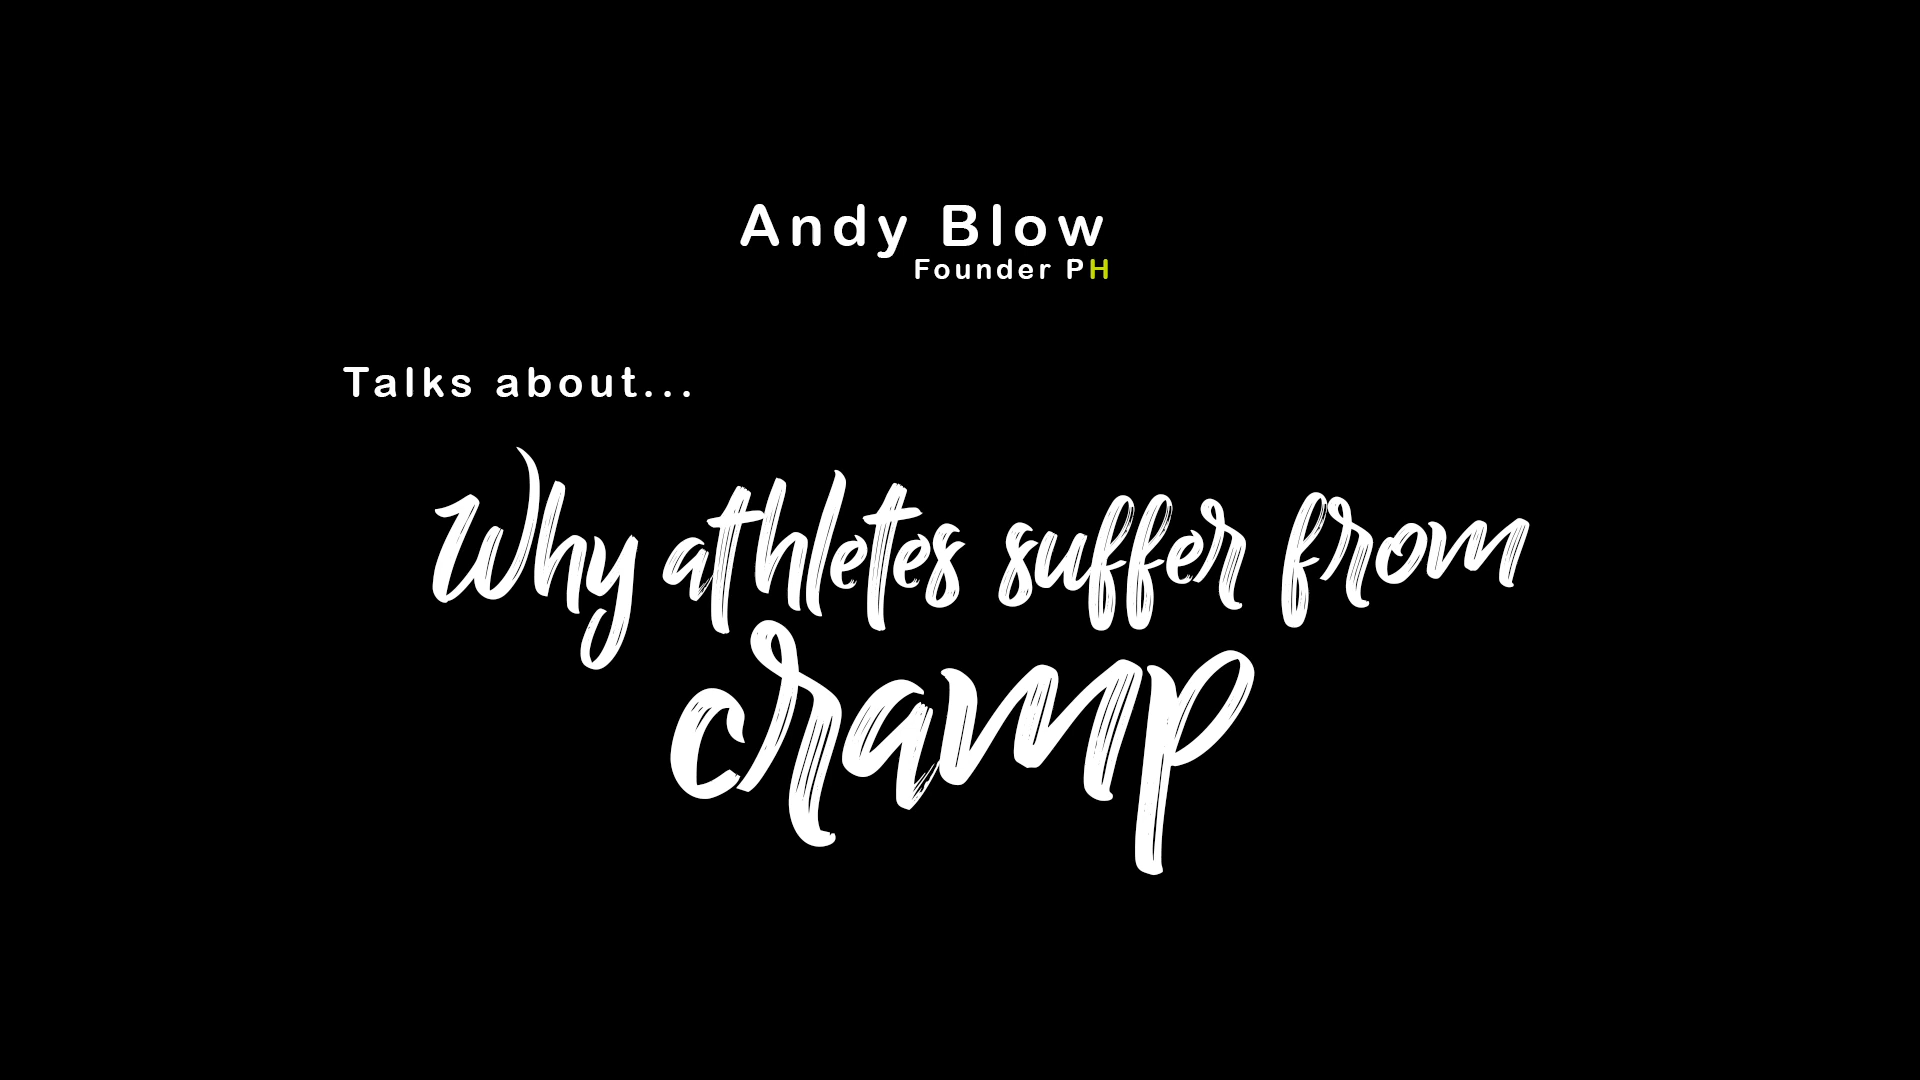 Andy Blow
Founder PH
Talks about...
Why athletes suffer from
cramp